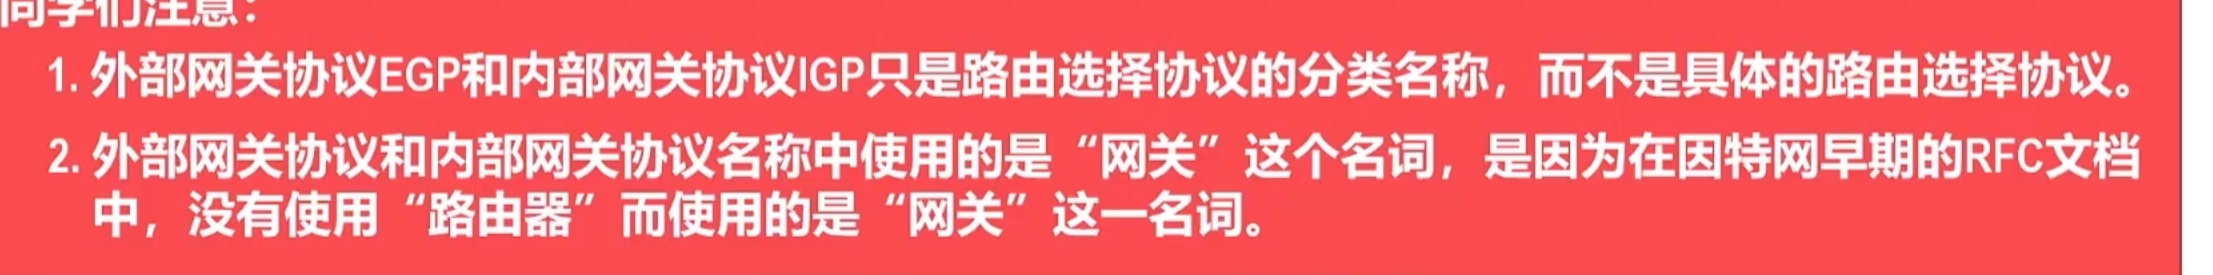 同学们注意：
1. 外部网关协议EGP和内部网关协议IGP只是路由选择协议的分类名称，而不是具体的路由选择协议。
2. 外部网关协议和内部网关协议名称中使用的是“网关”这个名词，是因为在因特网早期的RFC文档
中，没有使用“路由器”而使用的是“网关”这一名词。